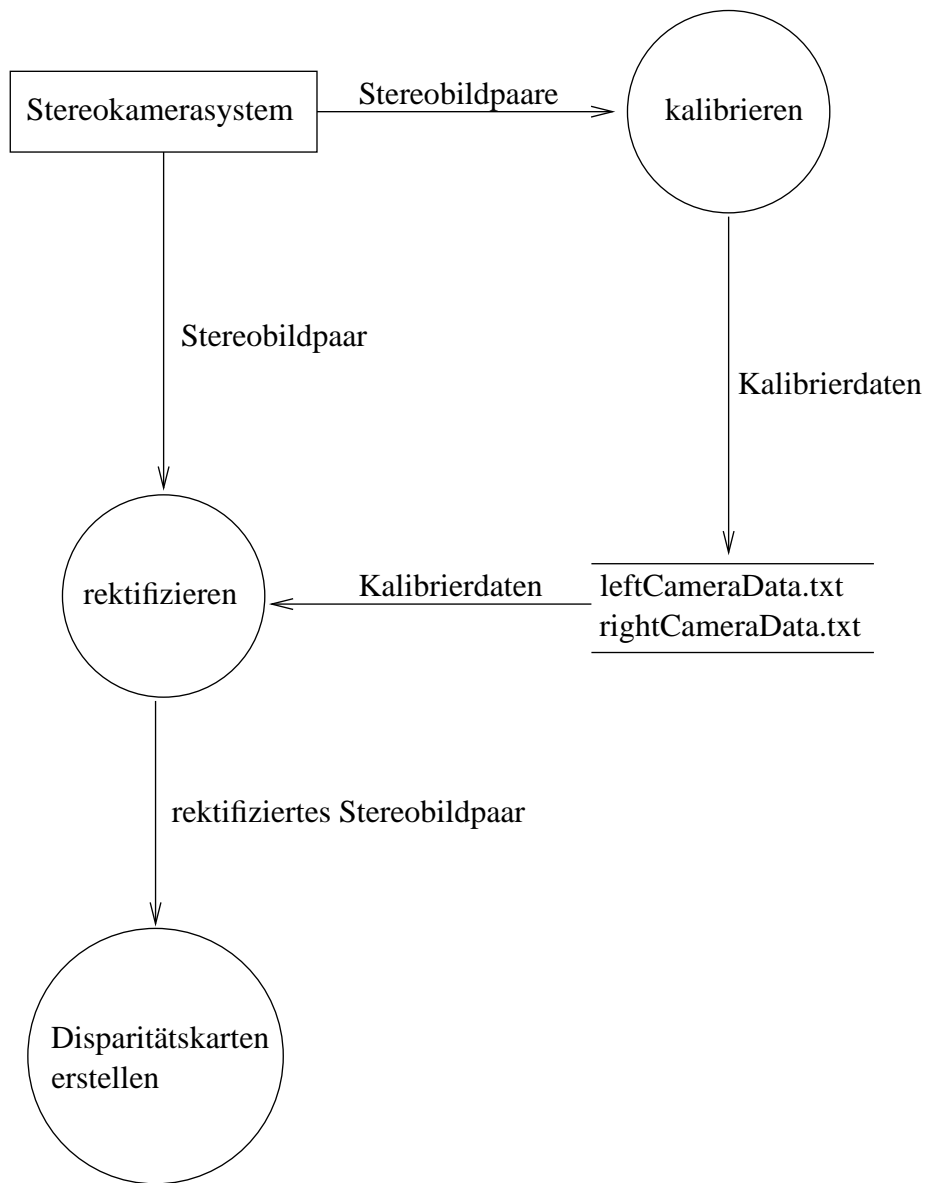 Stereokamerasystem
Stereobildpaare
kalibrieren
Stereobildpaar
Kalibrierdaten
rektifizieren
Kalibrierdaten
leftCameraData.txt
rightCameraData.txt
rektifiziertes Stereobildpaar
Disparitätskarten
erstellen